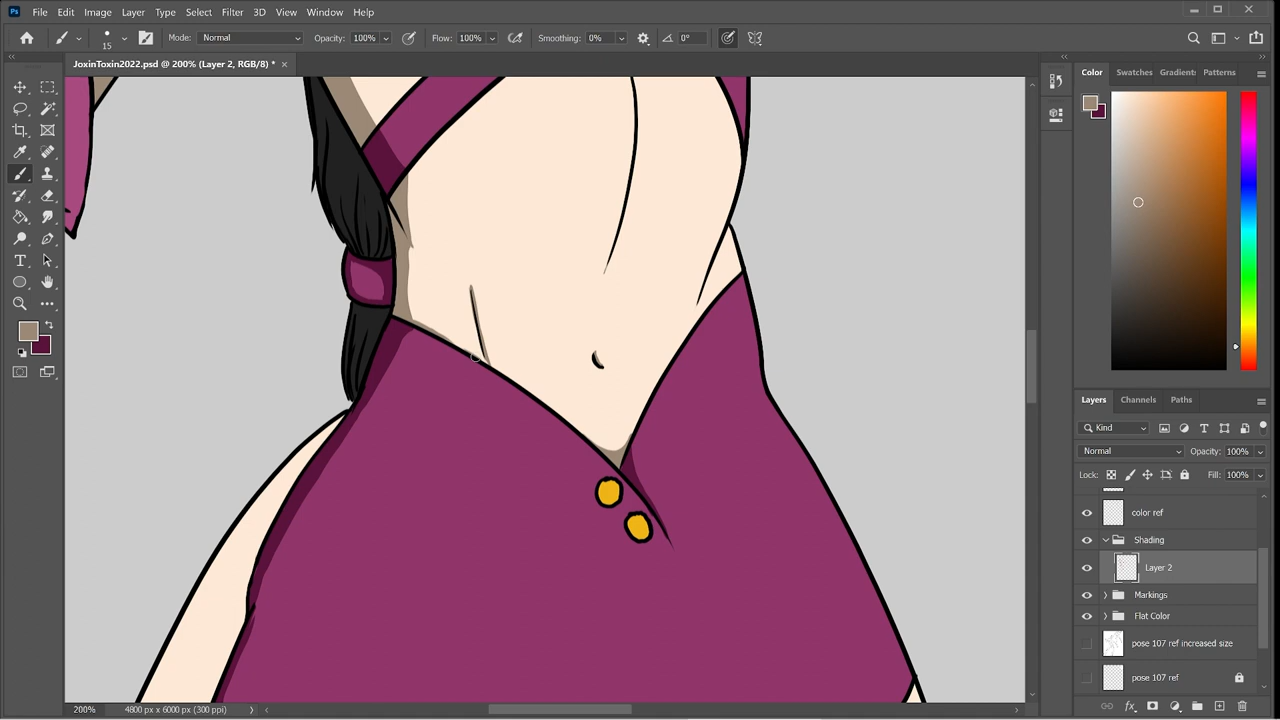 Ps File Edit Image Layer Type Select Filter 3D View Window Help
15 Mode: Normal Opacity: 100% Flow: 100% Smoothing: 0% 0°
JoxinToxin2022.psd @ 200% (Layer 2, RGB/8) * ×
Color Swatches Gradients Patterns
Layers Channels Paths
Kind
Normal Opacity: 100%
Lock: Fill: 100%
color ref
Shading
Layer 2
Markings
Flat Color
pose 107 ref increased size
pose 107 ref
200% 4800 px x 6000 px (300 ppi)